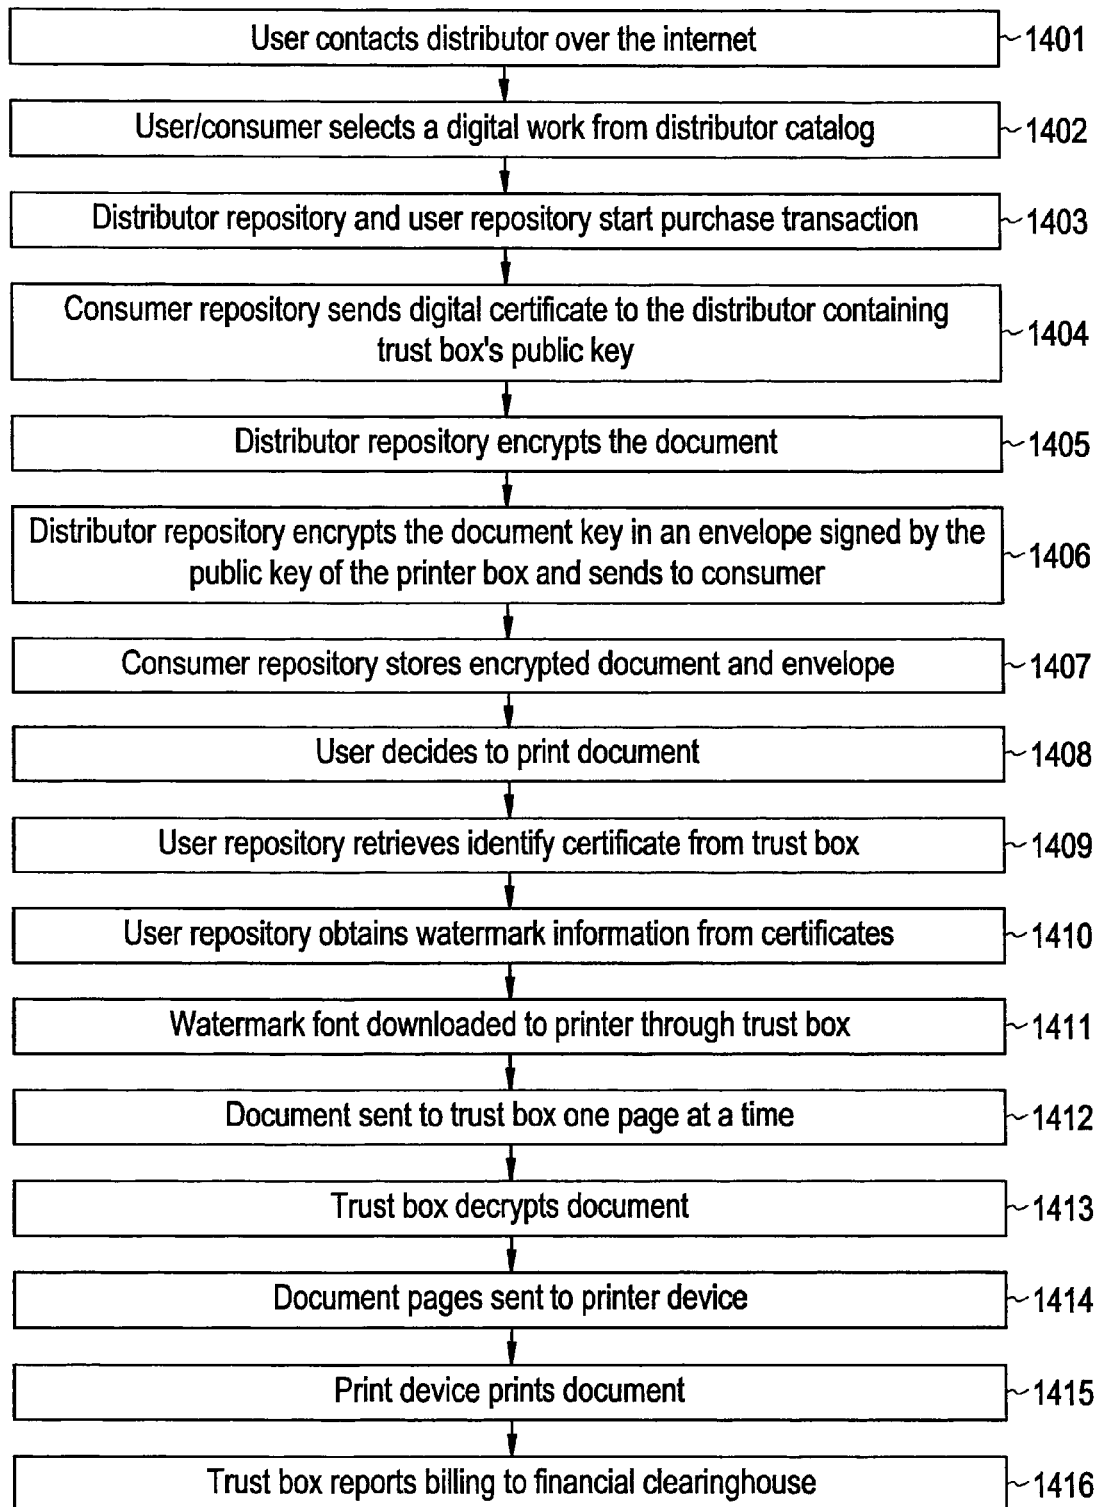 User contacts distributor over the internet
1401
User/consumer selects a digital work from distributor catalog
1402
Distributor repository and user repository start purchase transaction
1403
Consumer repository sends digital certificate to the distributor containing
trust box's public key
1404
Distributor repository encrypts the document
1405
Distributor repository encrypts the document key in an envelope signed by the
public key of the printer box and sends to consumer
1406
Consumer repository stores encrypted document and envelope
1407
User decides to print document
1408
User repository retrieves identify certificate from trust box
1409
User repository obtains watermark information from certificates
1410
Watermark font downloaded to printer through trust box
1411
Document sent to trust box one page at a time
1412
Trust box decrypts document
1413
Document pages sent to printer device
1414
Print device prints document
1415
Trust box reports billing to financial clearinghouse
1416